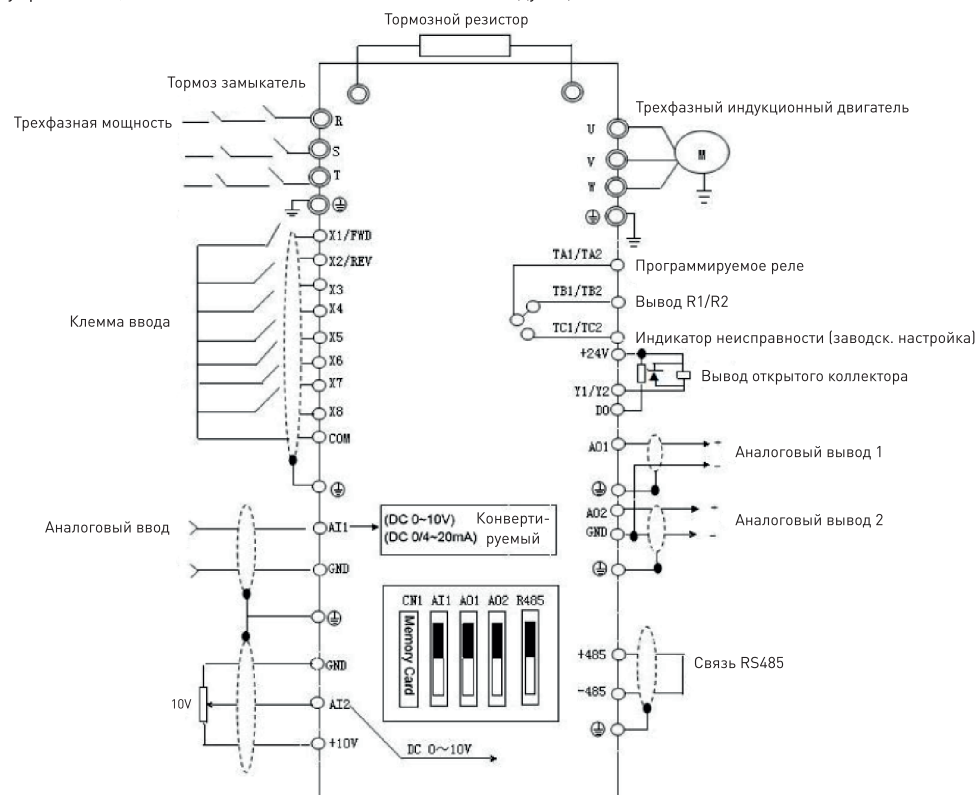 Тормозной резистор
Тормоз замыкатель
Трехфазная мощность
R
S
T
Трехфазный индукционный двигатель
U
V
W
M
X1/FWD
X2/REV
X3
X4
X5
X6
X7
X8
COM
Клемма ввода
TA1/TA2
Программируемое реле
TB1/TB2
Вывод R1/R2
TC1/TC2
Индикатор неисправности (заводск. настройка)
+24V
Y1/Y2
DO
Вывод открытого коллектора
AO1
+
-
Аналоговый вывод 1
AO2
GND
+
-
Аналоговый вывод 2
Аналоговый ввод
AI1
(DC 0~10V) Конверти-
(DC 0/4~20mA) руемый
GND
CN1 AI1 AO1 AO2 R485
Memory Card
GND
10V
AI2
+10V
DC 0~10V
+485
-485
Связь RS485